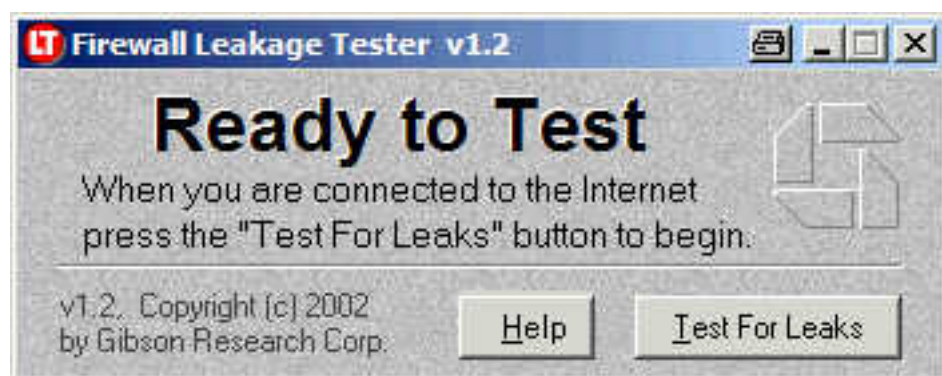 LT Firewall Leakage Tester v1.2
Ready to Test
When you are connected to the Internet
press the "Test For Leaks" button to begin.
v1.2, Copyright (c) 2002
by Gibson Research Corp.
Help
Test For Leaks